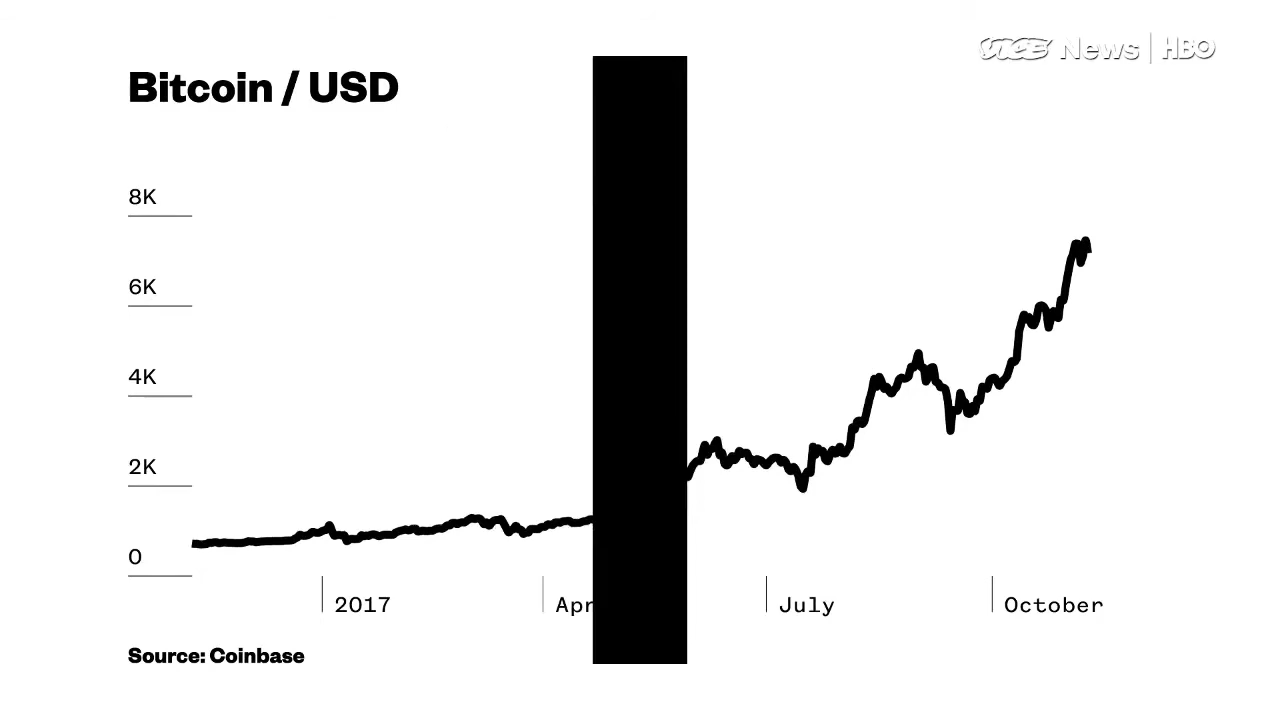 VICE News | HBO
Bitcoin / USD
8K
6K
4K
2K
0
2017
Apr
July
October
Source: Coinbase